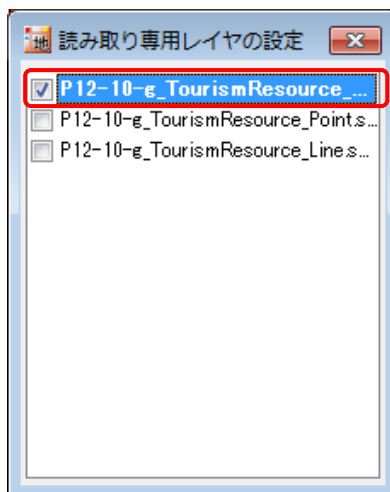 地 読み取り専用レイヤの設定
P12-10-g_TourismResource_...
P12-10-g_TourismResource_Point.s...
P12-10-g_TourismResource_Line.s...